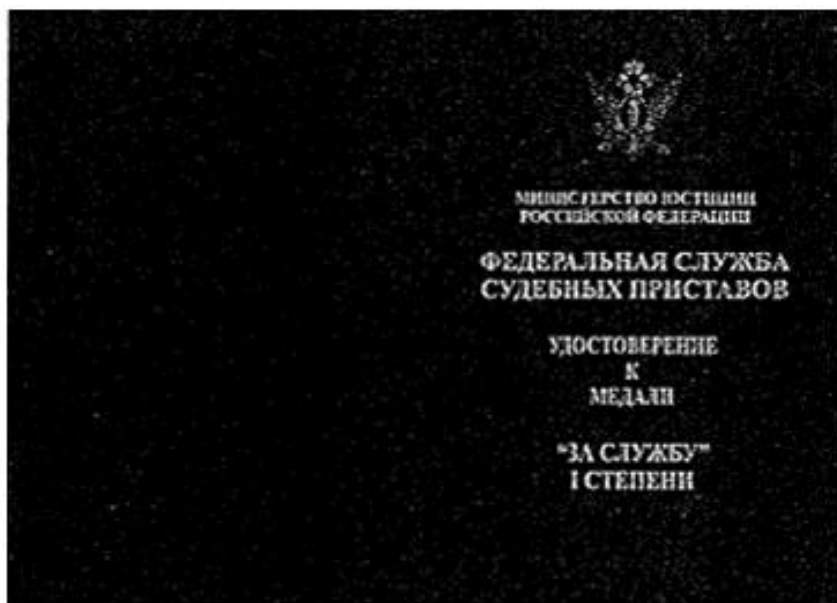 МИНИСТЕРСТВО ЮСТИЦИИ
РОССИЙСКОЙ ФЕДЕРАЦИИ
ФЕДЕРАЛЬНАЯ СЛУЖБА
СУДЕБНЫХ ПРИСТАВОВ
УДОСТОВЕРЕНИЕ
К
МЕДАЛИ
"ЗА СЛУЖБУ"
I СТЕПЕНИ